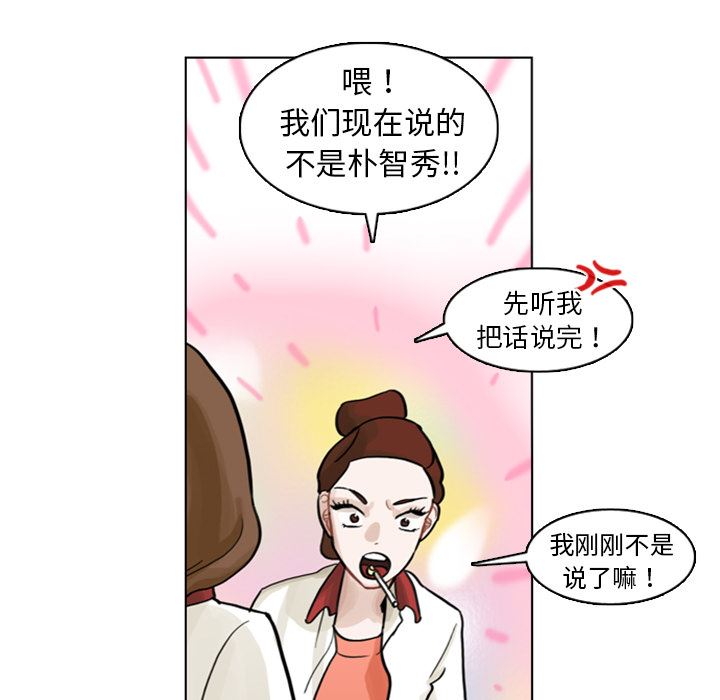 喂！
我们现在说的
不是朴智秀!!
先听我
把话说完！
我刚刚不是
说了嘛！